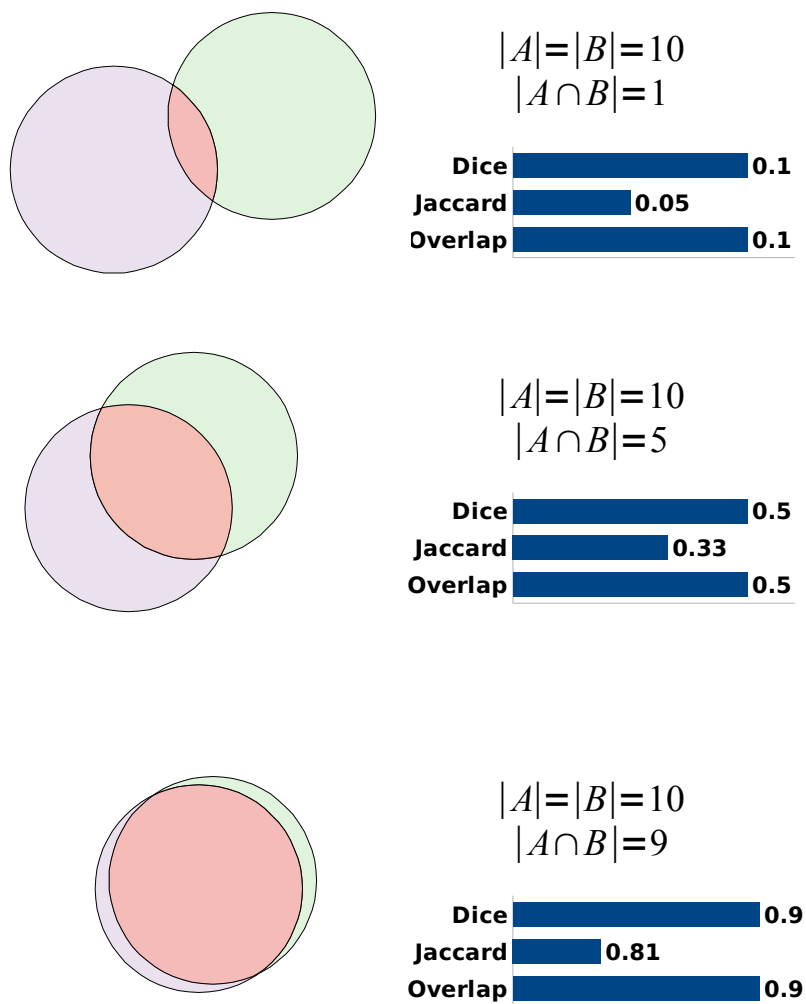 |A|=|B|=10
|A∩B|=1
Dice 0.1
Jaccard 0.05
Overlap 0.1
|A|=|B|=10
|A∩B|=5
Dice 0.5
Jaccard 0.33
Overlap 0.5
|A|=|B|=10
|A∩B|=9
Dice 0.9
Jaccard 0.81
Overlap 0.9